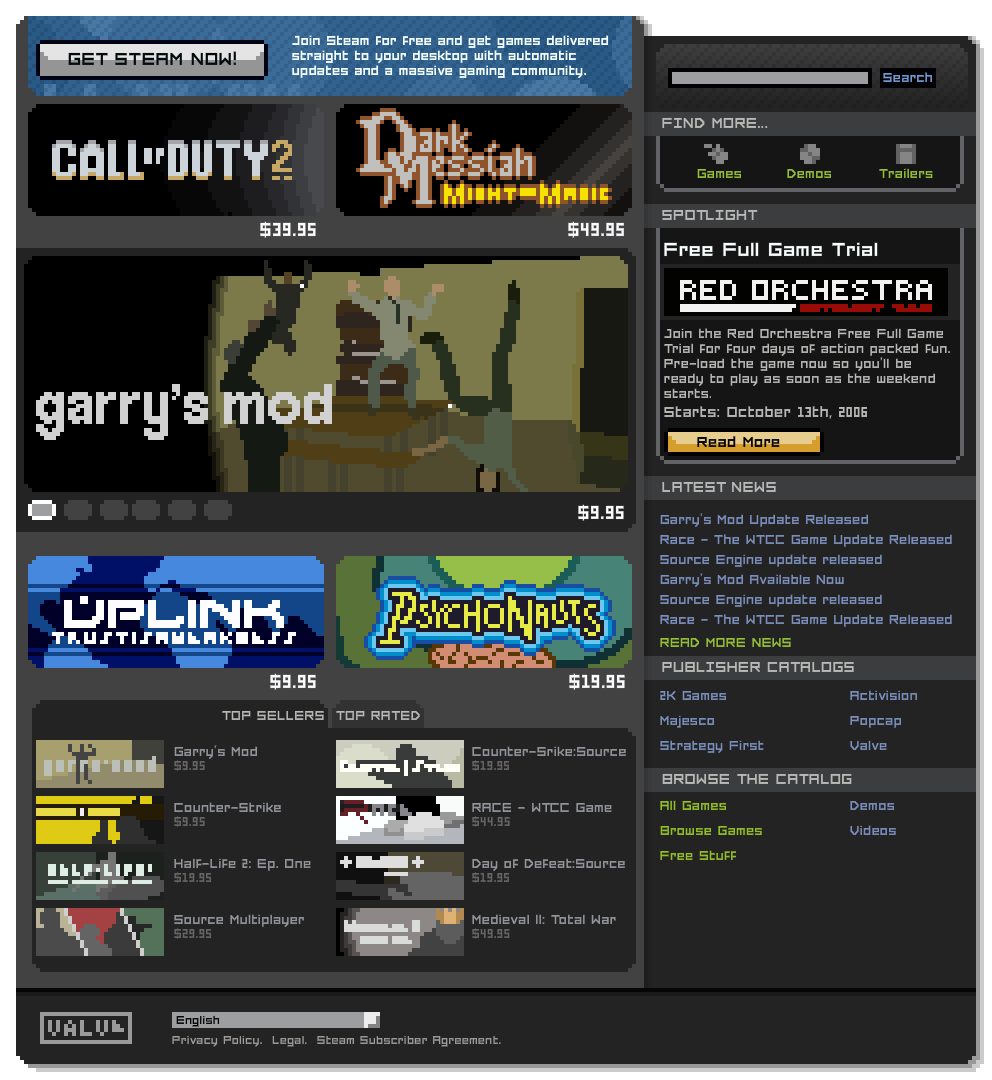 GET STEAM NOW!
Join Steam for free and get games delivered
straight to your desktop with automatic
updates and a massive gaming community.
Search
FIND MORE...
Games Demos Trailers
CALL OF DUTY 2
$39.95
Dark
Messiah
MIGHT AND MAGIC
$49.95
SPOTLIGHT
Free Full Game Trial
RED ORCHESTRA
Join the Red Orchestra Free Full Game
Trial for four days of action packed fun.
Pre-load the game now so you'll be
ready to play as soon as the weekend
starts.
Starts: October 13th, 2006
Read More
garry's mod
$9.95
LATEST NEWS
Garry's Mod Update Released
Race - The WTCC Game Update Released
Source Engine update released
Garry's Mod Available Now
Source Engine update released
Race - The WTCC Game Update Released
READ MORE NEWS
UPLINK
$9.95
PSYCHONAUTS
$19.95
PUBLISHER CATALOGS
2K Games Activision
Majesco Popcap
Strategy First Valve
BROWSE THE CATALOG
All Games Demos
Browse Games Videos
Free Stuff
TOP SELLERS TOP RATED
Garry's Mod
$9.95
Counter-Strike
$9.95
Half-Life 2: Ep. One
$19.95
Source Multiplayer
$29.95
Counter-Srike:Source
$19.95
RACE - WTCC Game
$44.95
Day of Defeat:Source
$19.95
Medieval II: Total War
$49.95
VALVE
English
Privacy Policy. Legal. Steam Subscriber Agreement.